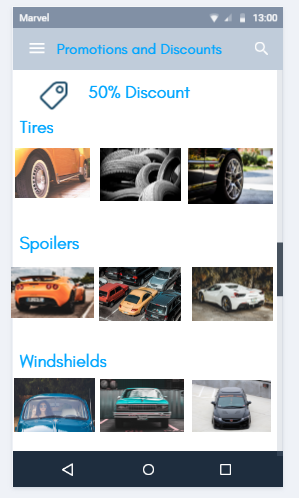 Marvel 13:00
Promotions and Discounts
50% Discount
Tires
Spoilers
Windshields